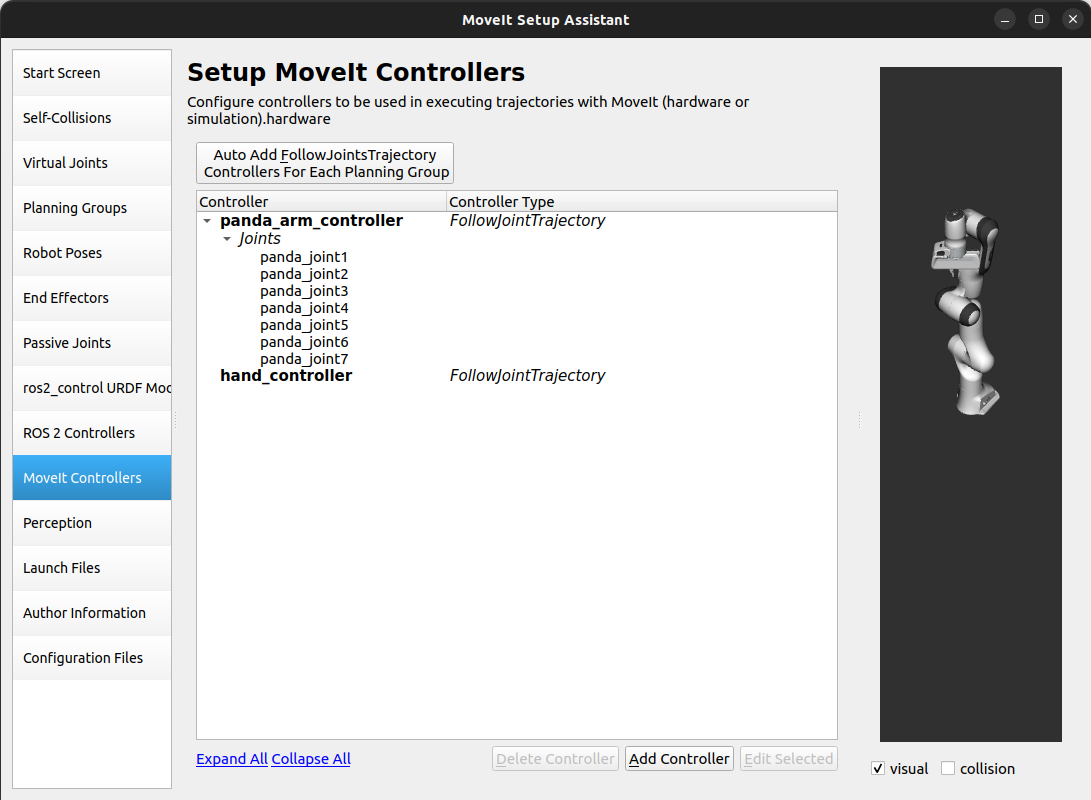 MoveIt Setup Assistant
Start Screen
Self-Collisions
Virtual Joints
Planning Groups
Robot Poses
End Effectors
Passive Joints
ros2_control URDF Moc
ROS 2 Controllers
MoveIt Controllers
Perception
Launch Files
Author Information
Configuration Files
Setup MoveIt Controllers
Configure controllers to be used in executing trajectories with MoveIt (hardware or
simulation).hardware
Auto Add FollowJointsTrajectory
Controllers For Each Planning Group
Controller Controller Type
panda_arm_controller FollowJointTrajectory
Joints
panda_joint1
panda_joint2
panda_joint3
panda_joint4
panda_joint5
panda_joint6
panda_joint7
hand_controller FollowJointTrajectory
Expand All Collapse All Delete Controller Add Controller Edit Selected
visual collision